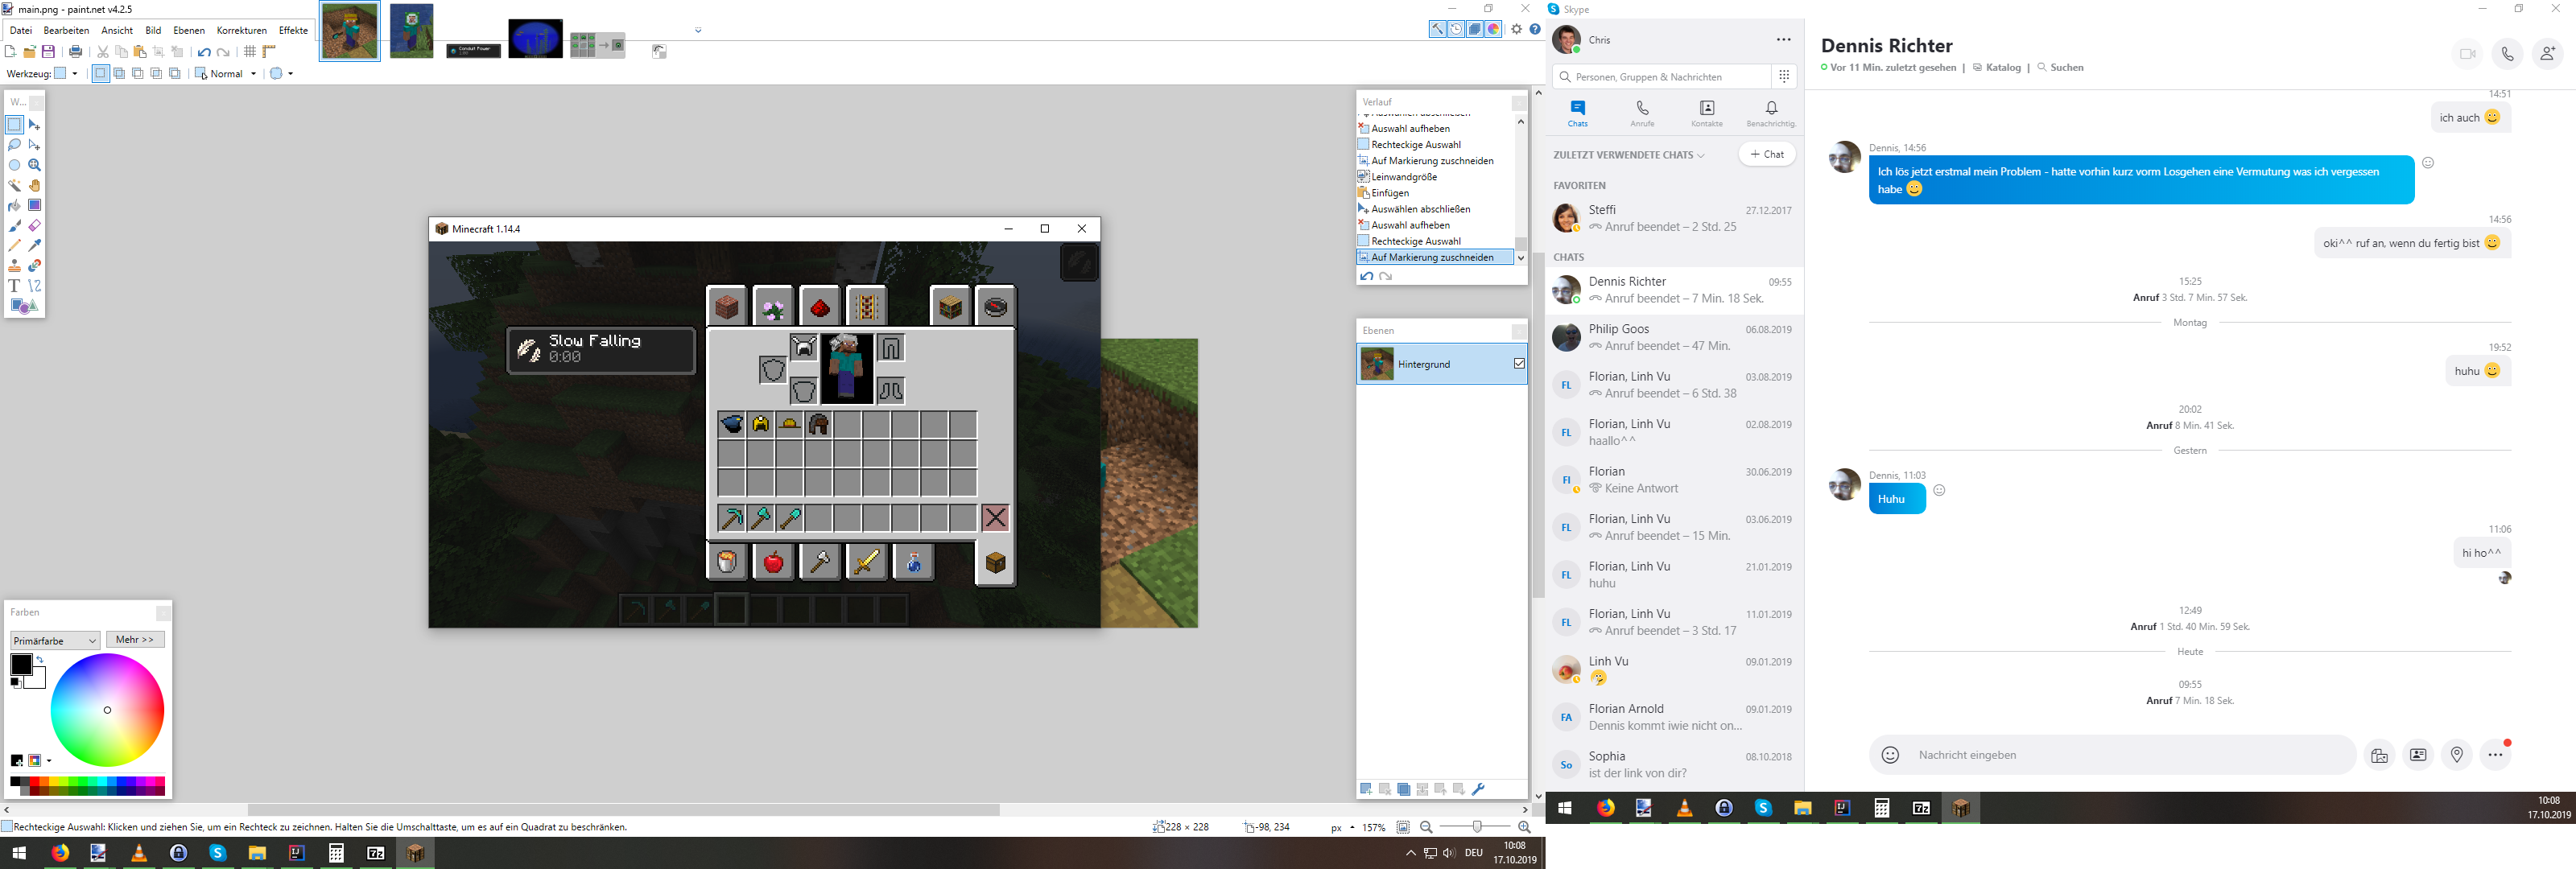 main.png - paint.net v4.2.5
Datei Bearbeiten Ansicht Bild Ebenen Korrekturen Effekte
Werkzeug:
Normal
W...
Verlauf
Auswählen abschließen
Auswahl aufheben
Rechteckige Auswahl
Auf Markierung zuschneiden
Leinwandgröße
Einfügen
Auswählen abschließen
Auswahl aufheben
Rechteckige Auswahl
Auf Markierung zuschneiden
Ebenen
Hintergrund
Minecraft 1.14.4
Slow Falling
0:00
Conduit Power
Farben
Primärfarbe
Mehr >>
Rechteckige Auswahl: Klicken und ziehen Sie, um ein Rechteck zu zeichnen. Halten Sie die Umschalttaste, um es auf ein Quadrat zu beschränken.
228 × 228
-98, 234
px
157%
DEU
10:08
17.10.2019
Skype
Chris
Personen, Gruppen & Nachrichten
Chats
Anrufe
Kontakte
Benachrichtig.
ZULETZT VERWENDETE CHATS
+ Chat
FAVORITEN
Steffi 27.12.2017
Anruf beendet – 2 Std. 25
CHATS
Dennis Richter 09:55
Anruf beendet – 7 Min. 18 Sek.
Philip Goos 06.08.2019
Anruf beendet – 47 Min.
FL
Florian, Linh Vu 03.08.2019
Anruf beendet – 6 Std. 38
FL
Florian, Linh Vu 02.08.2019
haallo^^
FI
Florian 30.06.2019
Keine Antwort
FL
Florian, Linh Vu 03.06.2019
Anruf beendet – 15 Min.
FL
Florian, Linh Vu 21.01.2019
huhu
FL
Florian, Linh Vu 11.01.2019
Anruf beendet – 3 Std. 17
Linh Vu 09.01.2019
FA
Florian Arnold 09.01.2019
Dennis kommt iwie nicht on...
So
Sophia 08.10.2018
ist der link von dir?
Dennis Richter
Vor 11 Min. zuletzt gesehen | Katalog | Suchen
14:51
ich auch
Dennis, 14:56
Ich lös jetzt erstmal mein Problem - hatte vorhin kurz vorm Losgehen eine Vermutung was ich vergessen
habe
14:56
oki^^ ruf an, wenn du fertig bist
15:25
Anruf 3 Std. 7 Min. 57 Sek.
Montag
19:52
huhu
20:02
Anruf 8 Min. 41 Sek.
Gestern
Dennis, 11:03
Huhu
11:06
hi ho^^
12:49
Anruf 1 Std. 40 Min. 59 Sek.
Heute
09:55
Anruf 7 Min. 18 Sek.
Nachricht eingeben
10:08
17.10.2019